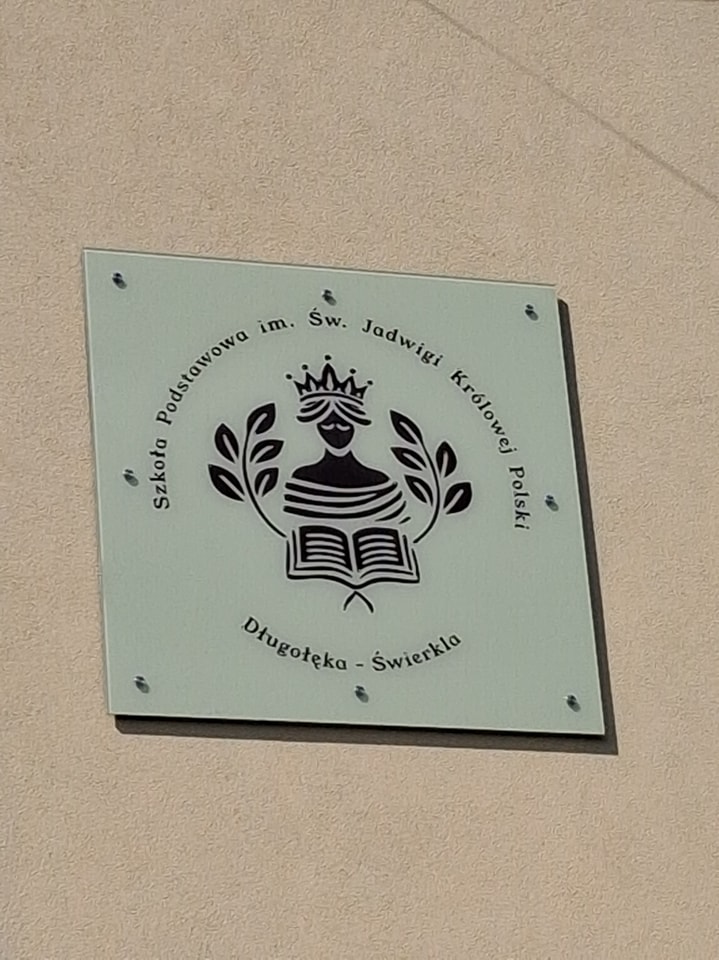 Szkoła Podstawowa im. Św. Jadwigi Królowej Polski
Długołęka - Świerkla